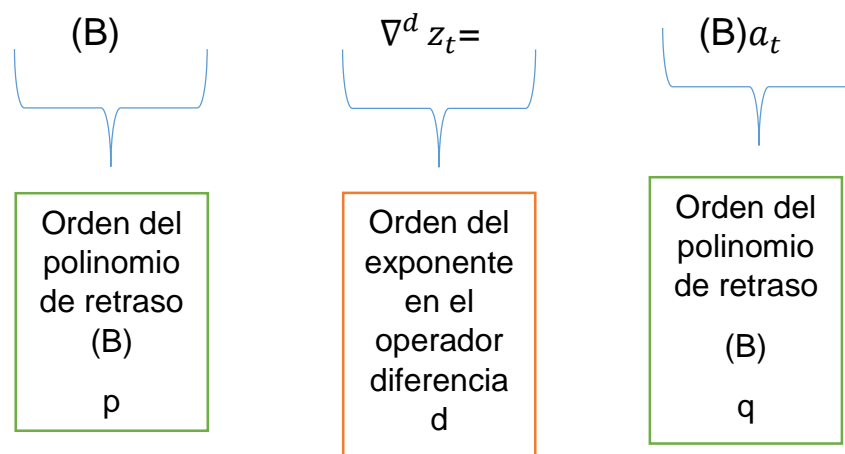 (B) ∇^d z_t= (B)a_t
Orden del
polinomio
de retraso
(B)
p
Orden del
exponente
en el
operador
diferencia
d
Orden del
polinomio
de retraso
(B)
q